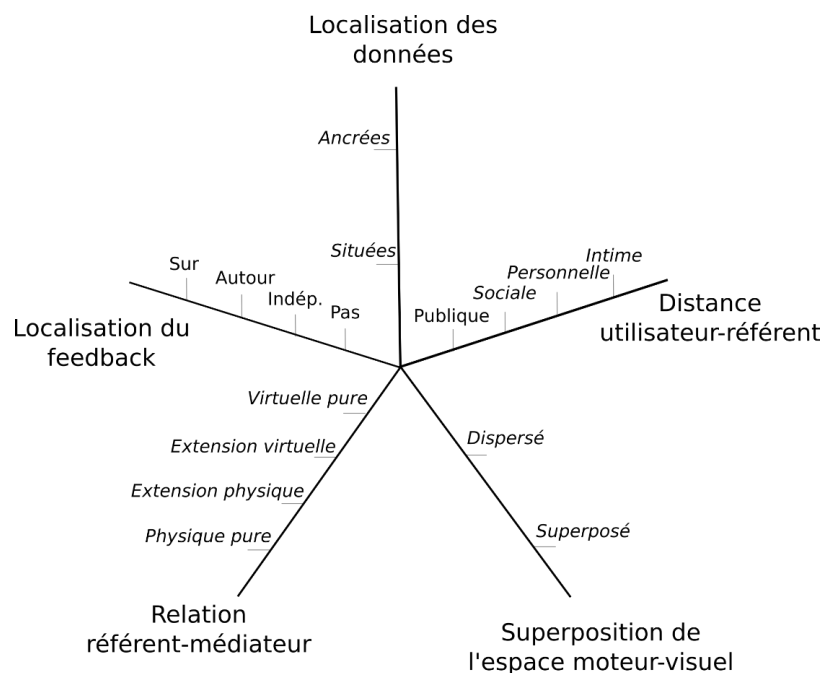 Localisation des
données
Ancrées
Situées
Sur
Autour
Indép.
Pas
Localisation du
feedback
Intime
Personnelle
Sociale
Publique
Distance
utilisateur-référent
Virtuelle pure
Extension virtuelle
Extension physique
Physique pure
Relation
référent-médiateur
Dispersé
Superposé
Superposition de
l'espace moteur-visuel